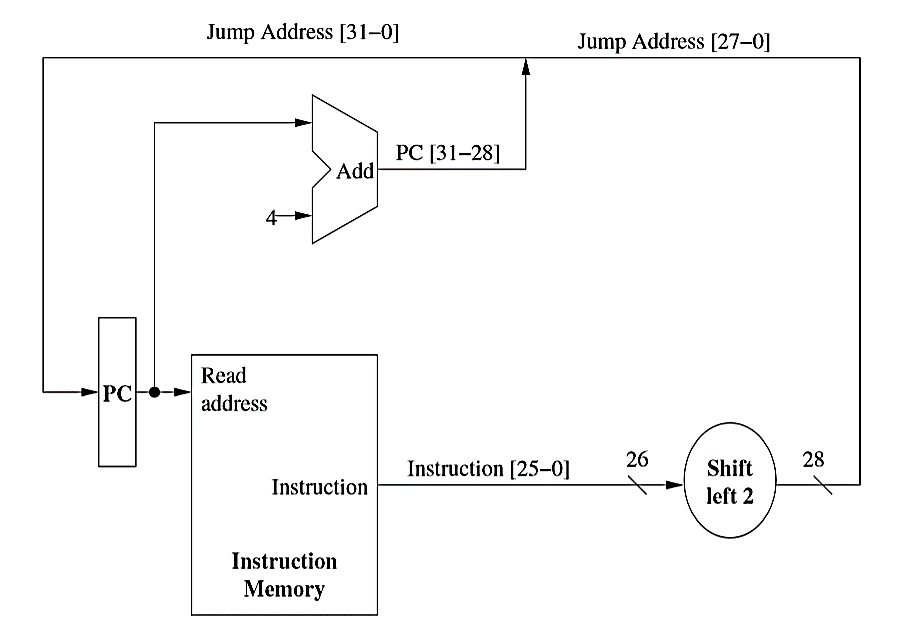 Jump Address [31–0]
Jump Address [27–0]
PC [31–28]
Add
4
PC
Read
address
Instruction [25–0]
26
28
Shift
left 2
Instruction
Instruction
Memory